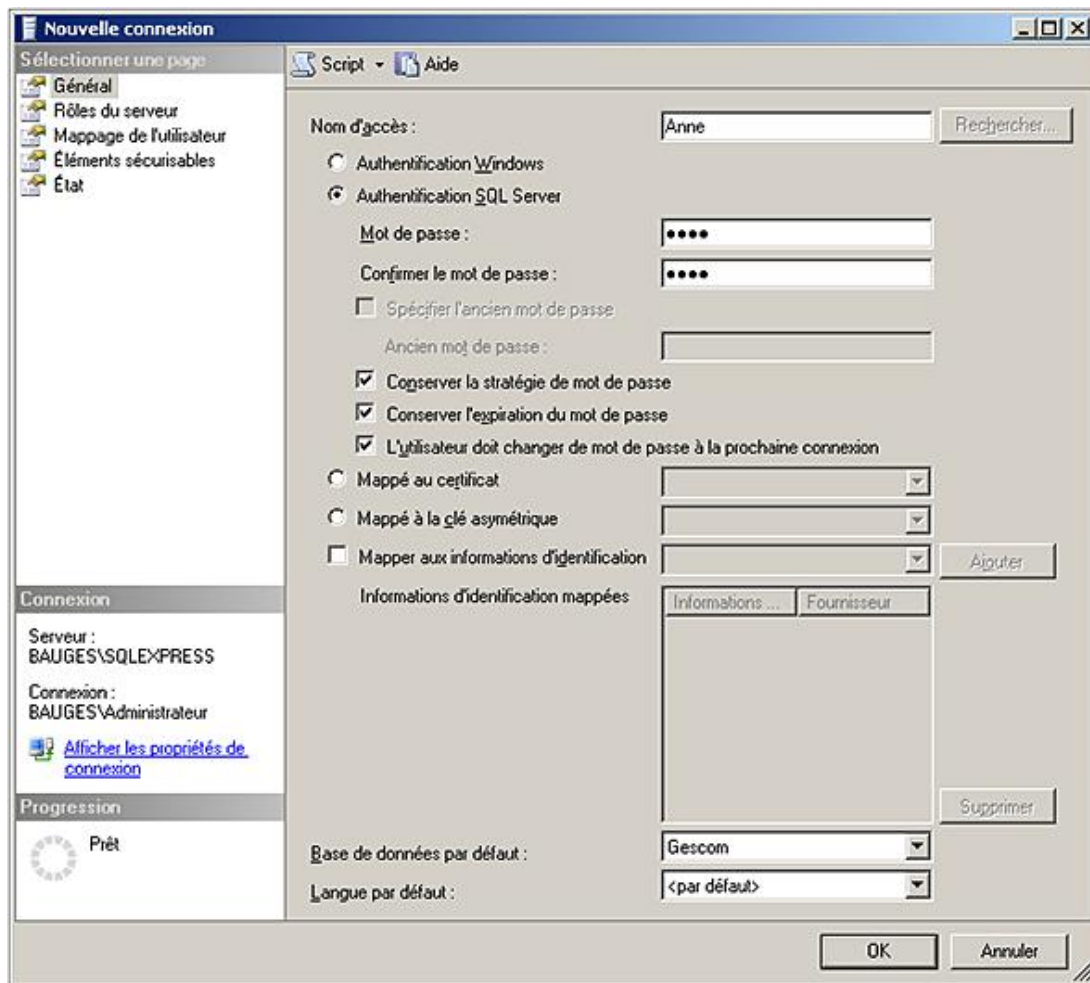 Nouvelle connexion
Sélectionner une page
Général
Rôles du serveur
Mappage de l'utilisateur
Éléments sécurisables
État
Connexion
Serveur :
BAUGES\SQLEXPRESS
Connexion :
BAUGES\Administrateur
Afficher les propriétés de
connexion
Progression
Prêt
Script Aide
Nom d'accès : Anne Rechercher...
Authentification Windows
Authentification SQL Server
Mot de passe : ••••
Confirmer le mot de passe : ••••
Spécifier l'ancien mot de passe
Ancien mot de passe :
Conserver la stratégie de mot de passe
Conserver l'expiration du mot de passe
L'utilisateur doit changer de mot de passe à la prochaine connexion
Mappé au certificat
Mappé à la clé asymétrique
Mapper aux informations d'identification Ajouter
Informations d'identification mappées Informations ... Fournisseur
Supprimer
Base de données par défaut : Gescom
Langue par défaut : <par défaut>
OK Annuler